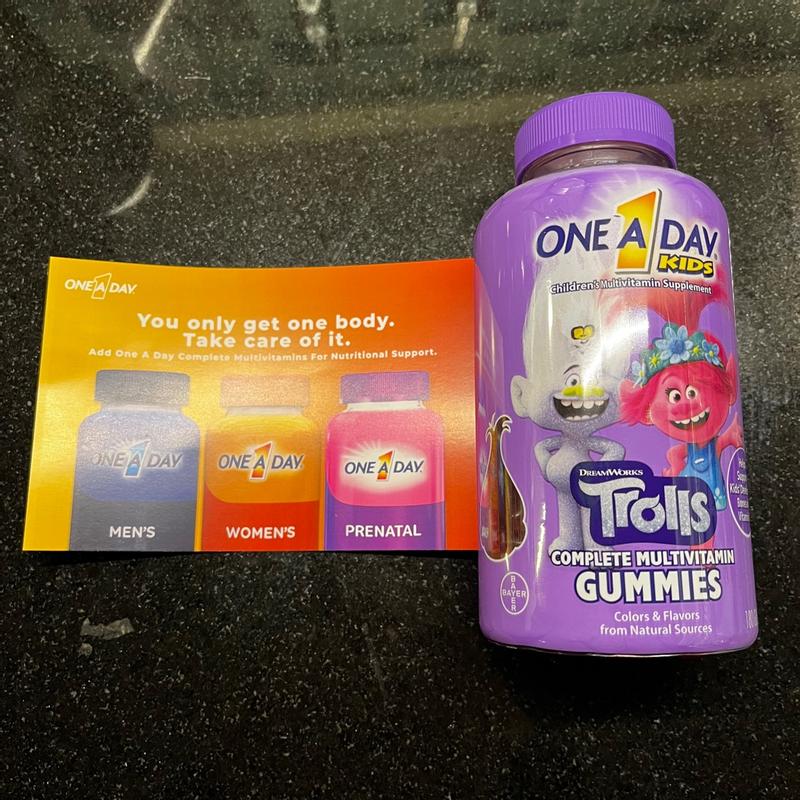 ONE A DAY
You only get one body.
Take care of it.
Add One A Day Complete Multivitamins For Nutritional Support.
ONE A DAY
MEN'S
ONE A DAY
WOMEN'S
ONE A DAY
PRENATAL
ONE A DAY
KIDS
Children's Multivitamin Supplement
DREAMWORKS
Trolls
COMPLETE MULTIVITAMIN
GUMMIES
BAYER
BAYER
Colors & Flavors
from Natural Sources